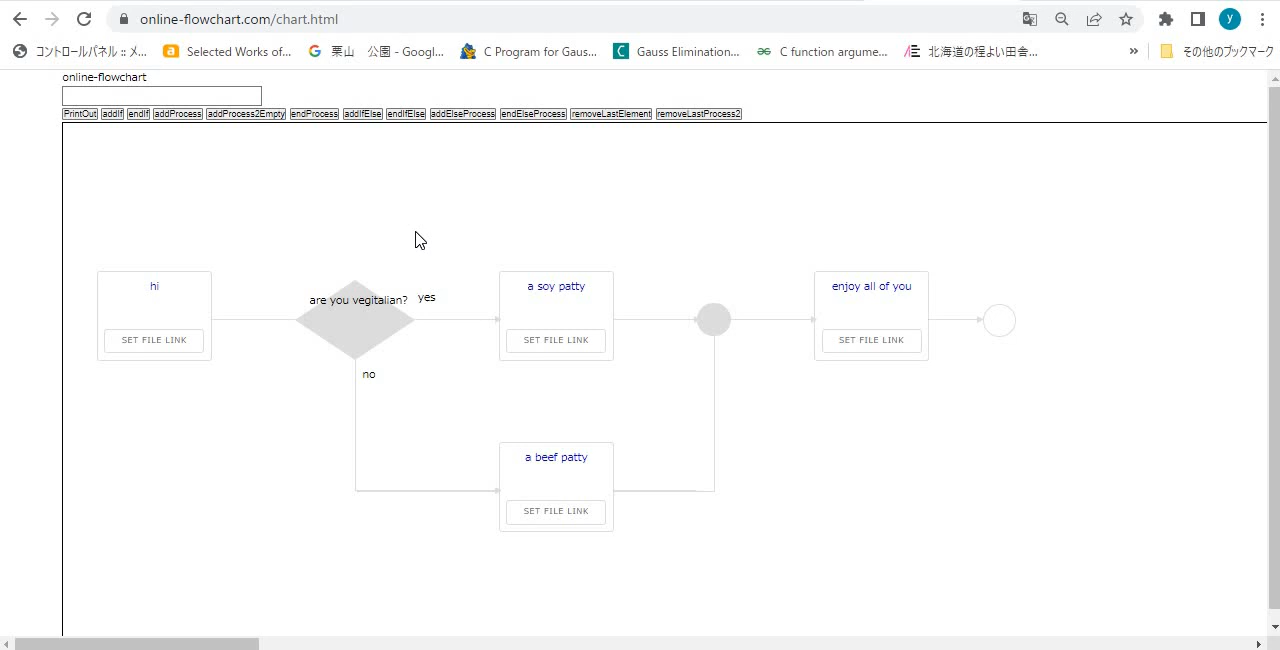 online-flowchart.com/chart.html
y
コントロールパネル :: メ...
a
Selected Works of...
G
栗山 公園 - Googl...
C Program for Gaus...
C
Gauss Elimination...
C function argume...
北海道の程よい田舎...
»
その他のブックマーク
online-flowchart
PrintOut addIf endIf addProcess addProcess2Empty endProcess addIfElse endIfElse addElseProcess endElseProcess removeLastElement removeLastProcess2
hi
SET FILE LINK
are you vegitalian?
yes
no
a soy patty
SET FILE LINK
enjoy all of you
SET FILE LINK
a beef patty
SET FILE LINK